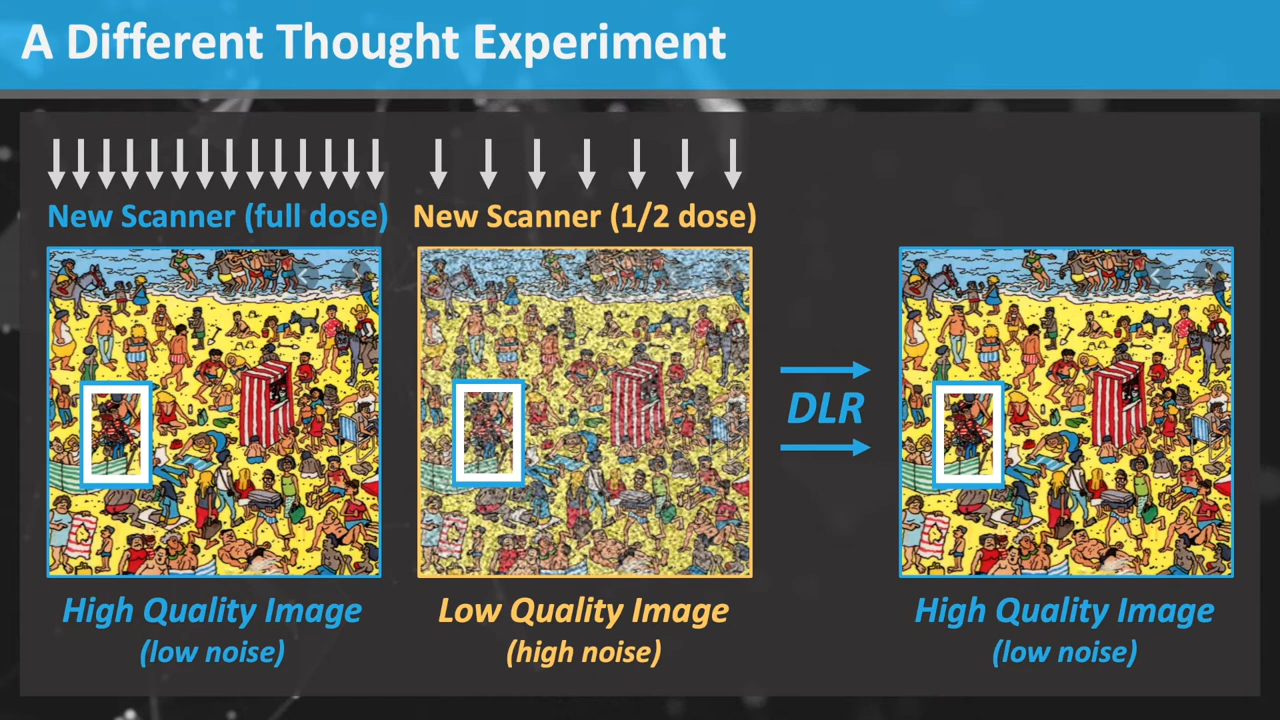 A Different Thought Experiment
New Scanner (full dose)
New Scanner (1/2 dose)
DLR
High Quality Image
(low noise)
Low Quality Image
(high noise)
High Quality Image
(low noise)